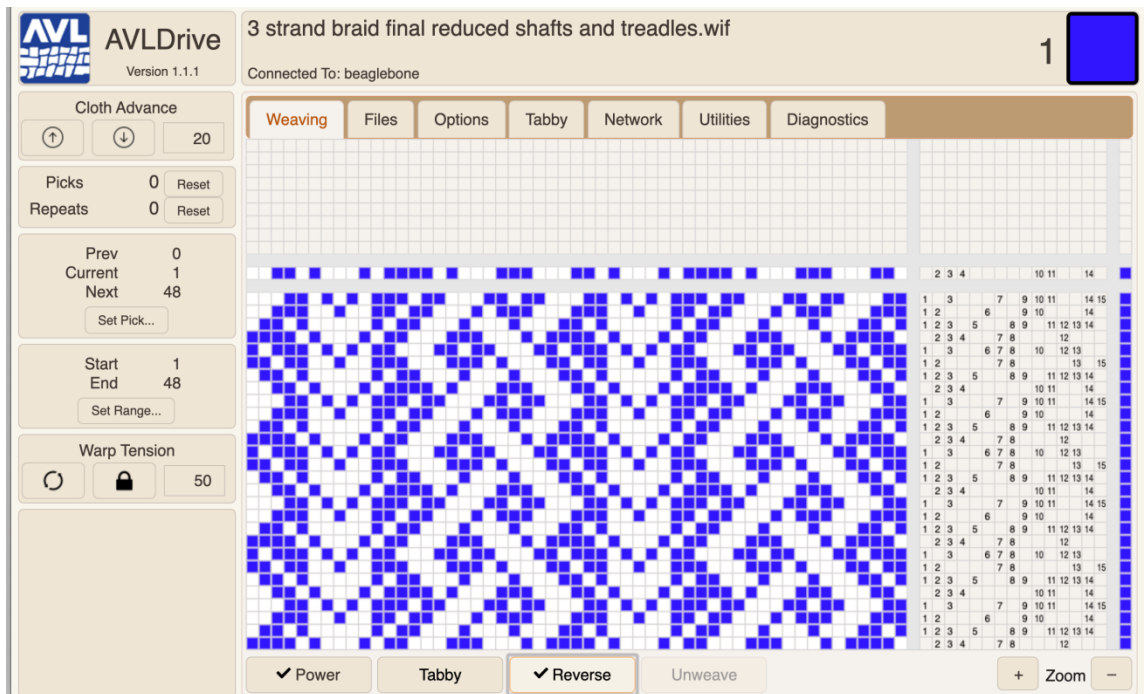 AVL
AVLDrive
Version 1.1.1
3 strand braid final reduced shafts and treadles.wif
Connected To: beaglebone
1
Cloth Advance
20
Picks 0 Reset
Repeats 0 Reset
Prev 0
Current 1
Next 48
Set Pick...
Start 1
End 48
Set Range...
Warp Tension
50
Weaving Files Options Tabby Network Utilities Diagnostics
2 3 4 10 11 14
1 3 7 9 10 11 14 15
1 2 6 9 10 14
1 2 3 5 8 9 11 12 13 14
2 3 4 7 8 12
1 3 6 7 8 10 12 13
1 2 7 8 13 15
1 2 3 5 8 9 11 12 13 14
2 3 4 10 11 14
1 3 7 9 10 11 14 15
1 2 6 9 10 14
1 2 3 5 8 9 11 12 13 14
2 3 4 7 8 12
1 3 6 7 8 10 12 13
1 2 7 8 13 15
1 2 3 5 8 9 11 12 13 14
2 3 4 10 11 14
1 3 7 9 10 11 14 15
1 2 6 9 10 14
1 2 3 5 8 9 11 12 13 14
2 3 4 7 8 12
1 3 6 7 8 10 12 13
1 2 7 8 13 15
1 2 3 5 8 9 11 12 13 14
2 3 4 10 11 14
1 3 7 9 10 11 14 15
1 2 6 9 10 14
1 2 3 5 8 9 11 12 13 14
2 3 4 7 8 12
Power Tabby Reverse Unweave + Zoom −